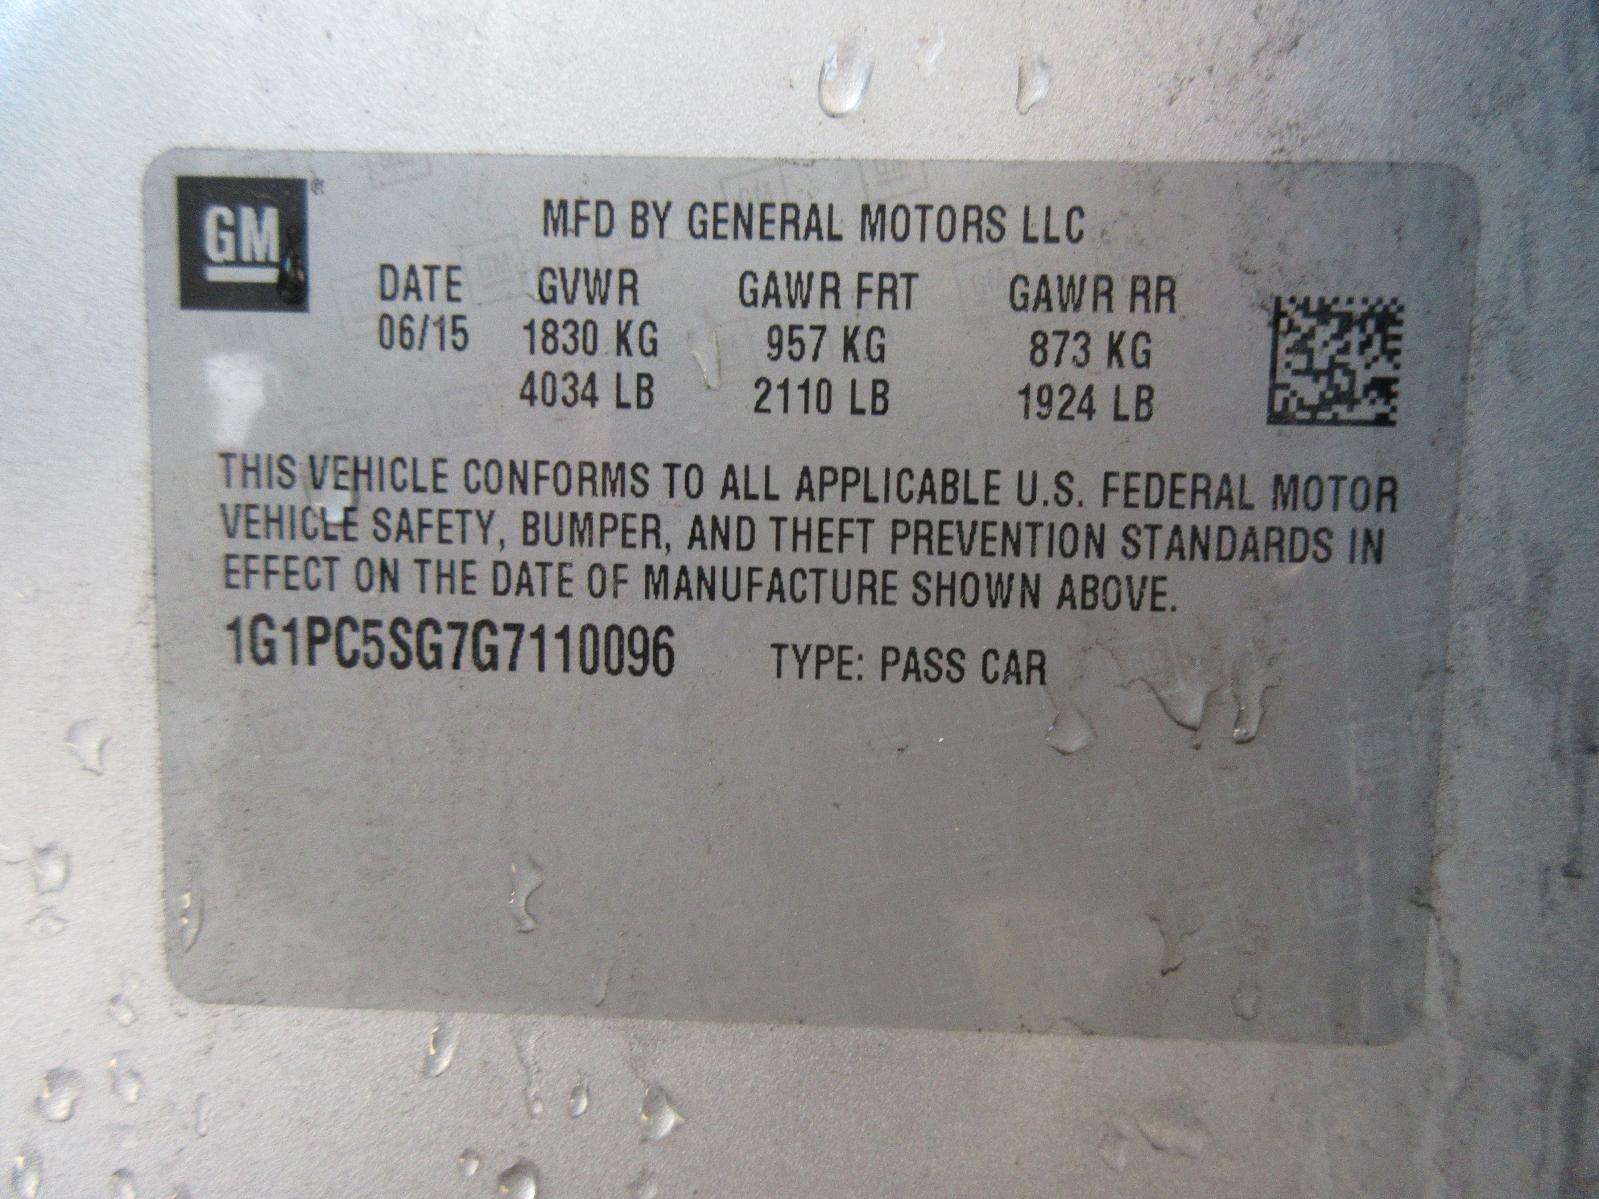 GM®
MFD BY GENERAL MOTORS LLC
DATE GVWR GAWR FRT GAWR RR
06/15 1830 KG 957 KG 873 KG
4034 LB 2110 LB 1924 LB
THIS VEHICLE CONFORMS TO ALL APPLICABLE U.S. FEDERAL MOTOR
VEHICLE SAFETY, BUMPER, AND THEFT PREVENTION STANDARDS IN
EFFECT ON THE DATE OF MANUFACTURE SHOWN ABOVE.
1G1PC5SG7G7110096 TYPE: PASS CAR